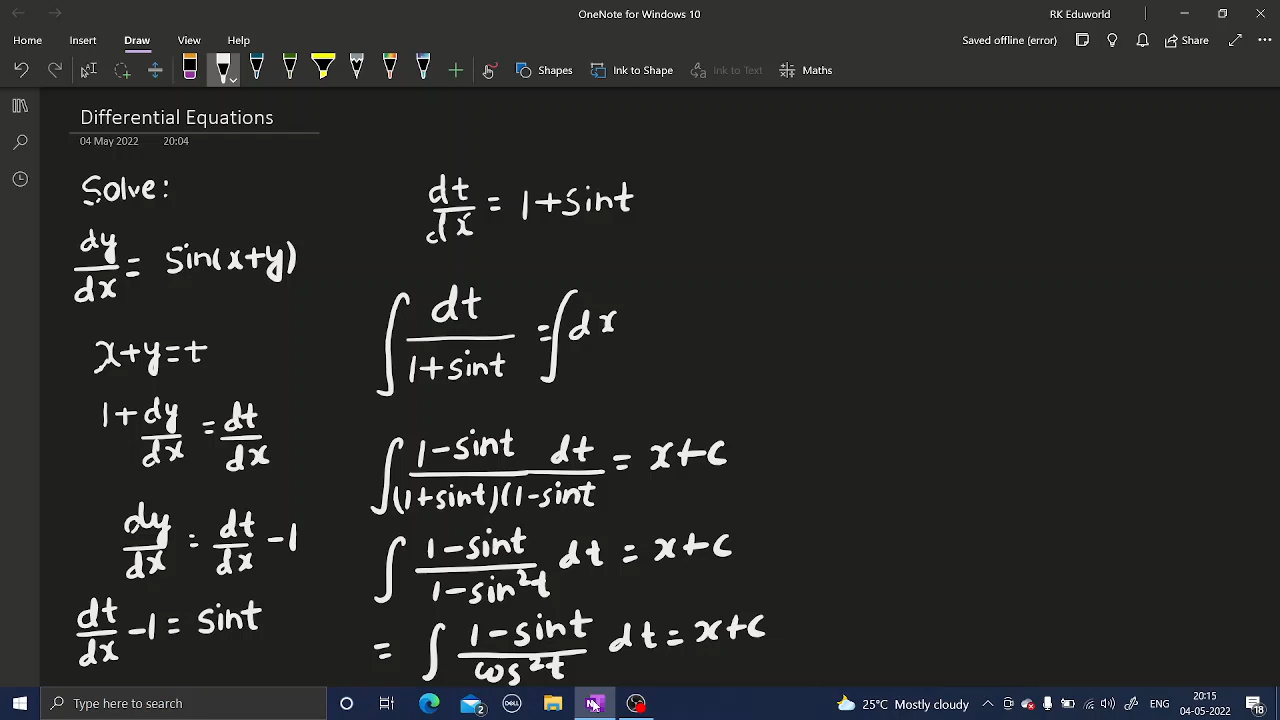 OneNote for Windows 10
RK Eduworld
Home Insert Draw View Help
Saved offline (error)
Share
Shapes
Ink to Shape
Ink to Text
Maths
Differential Equations
04 May 2022 20:04
Solve:
dy/dx = sin(x+y)
x+y=t
1+dy/dx = dt/dx
dy/dx = dt/dx -1
dt/dx -1 = sint
dt/dx = 1+sint
∫ dt/1+sint = ∫dx
∫ 1-sint dt/(1+sint)(1-sint = x+c
∫ 1-sint/1-sin²t dt = x+c
= ∫ 1-sint/cos²t dt = x+c
Type here to search
2
DELL
23°C Mostly cloudy
ENG
20:15
04-05-2022
18